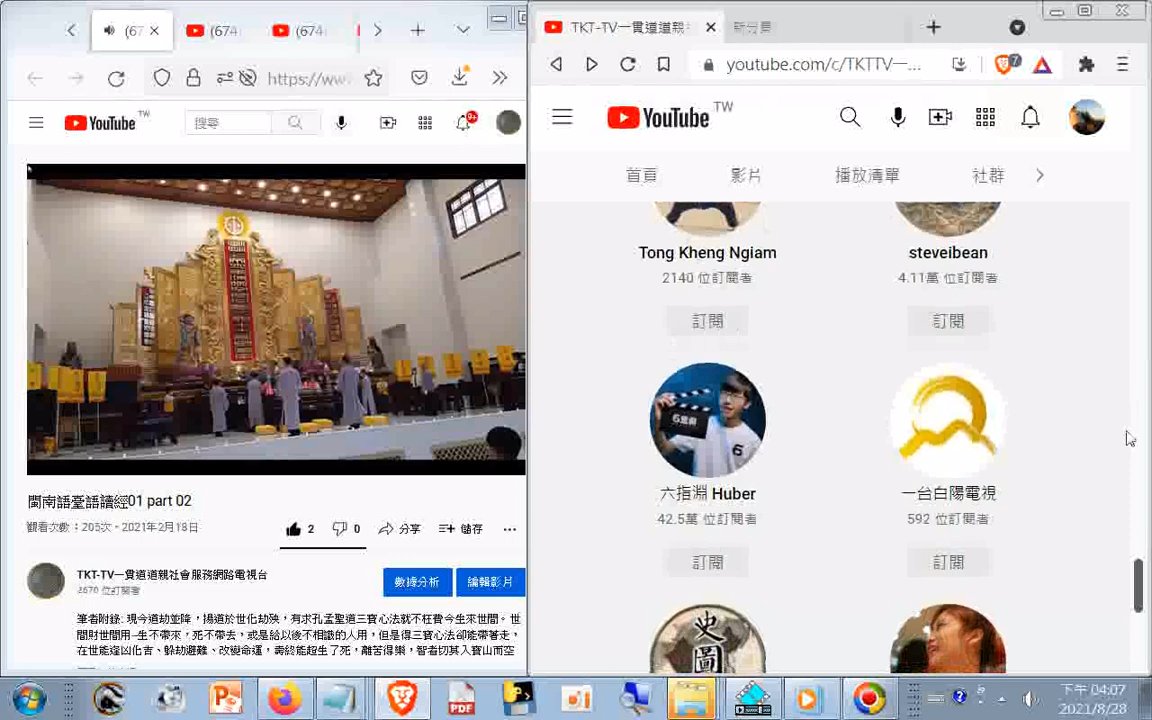 (67
(674
(674
https://ww
YouTube
TW
搜尋
9+
閩南語臺語讀經01 part 02
觀看次數：205次・2021年2月18日
2
0
分享
儲存
TKT-TV一貫道道親社會服務網路電視台
2670 位訂閱者
數據分析
編輯影片
筆者附錄: 現今道劫並降，揚道於世化劫殃，有求孔孟聖道三寶心法就不枉費今生來世間。世
間財世間用一生不帶來，死不帶去，或是給以後不相識的人用，但是得三寶心法卻能帶著走，
在世能逢凶化吉、躲劫避難、改變命運，壽終能超生了死，離苦得樂，智者切莫入寶山而空
TKT-TV一貫道道親
新分頁
youtube.com/c/TKTTV一...
7
YouTube
TW
首頁
影片
播放清單
社群
Tong Kheng Ngiam
2140 位訂閱者
訂閱
steveibean
4.11萬 位訂閱者
訂閱
6
六指淵 Huber
42.5萬 位訂閱者
訂閱
一台白陽電視
592 位訂閱者
訂閱
史
圖
PDF
下午 04:07
2021/8/28